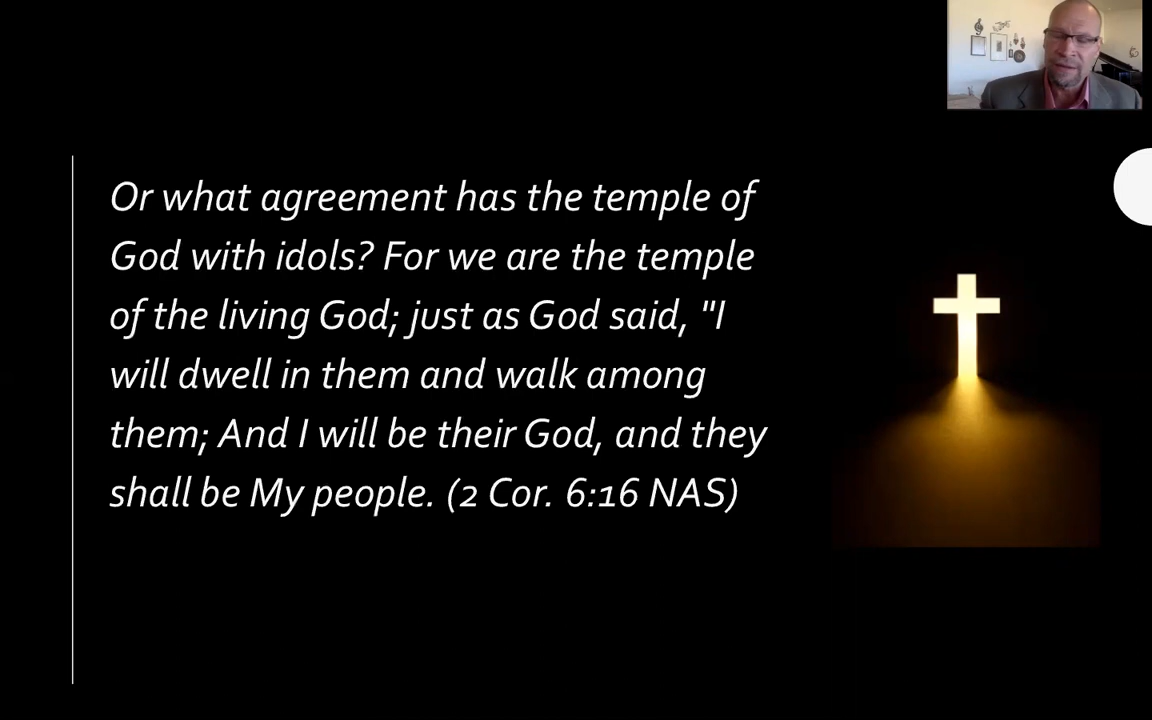 Or what agreement has the temple of
God with idols? For we are the temple
of the living God; just as God said, "I
will dwell in them and walk among
them; And I will be their God, and they
shall be My people. (2 Cor. 6:16 NAS)